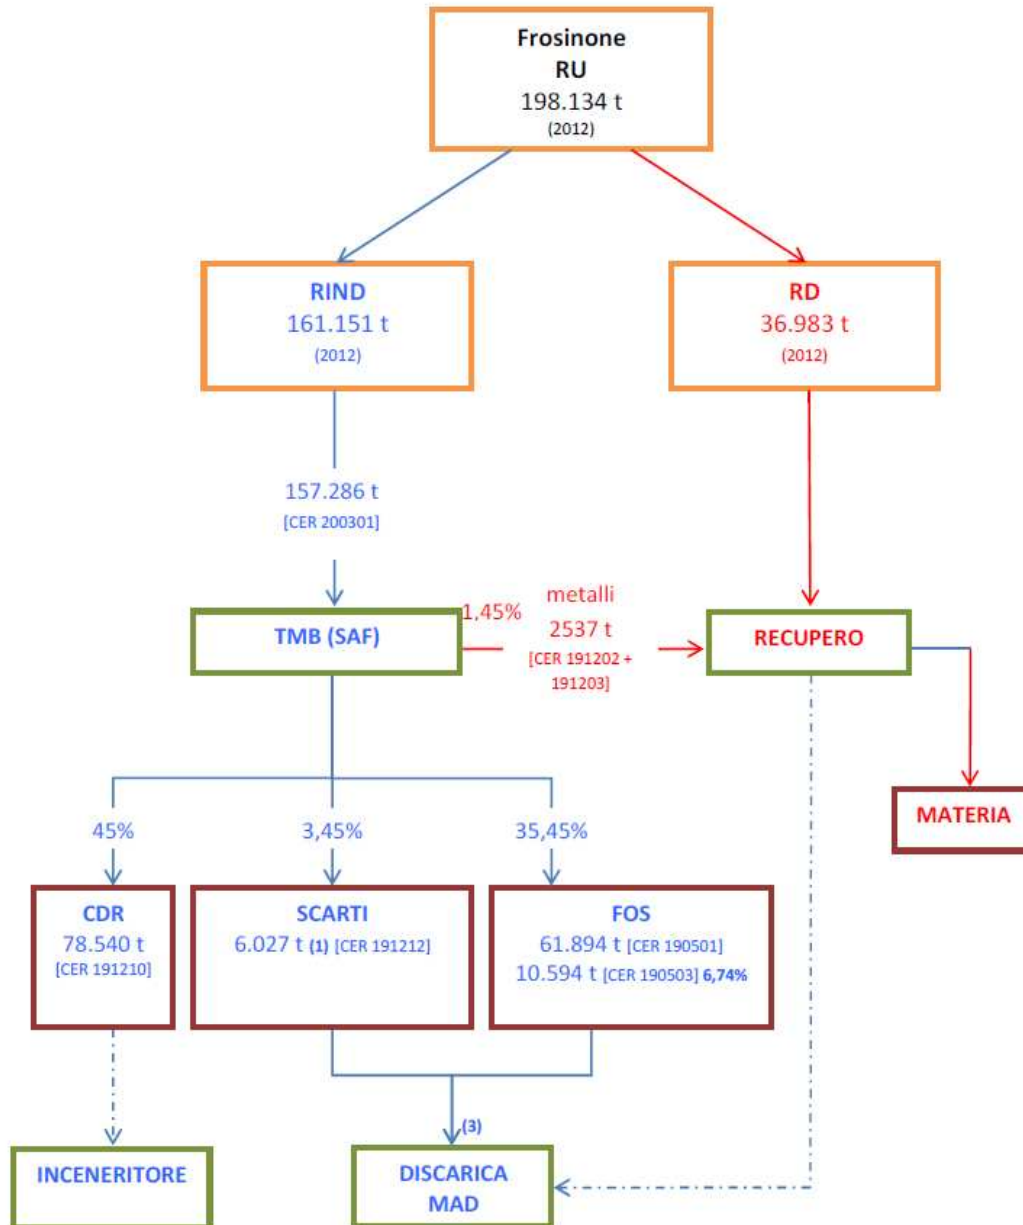 Frosinone
RU
198.134 t
(2012)
RIND
161.151 t
(2012)
RD
36.983 t
(2012)
157.286 t
[CER 200301]
TMB (SAF)
1,45%
metalli
2537 t
[CER 191202 +
191203]
RECUPERO
MATERIA
45%
3,45%
35,45%
CDR
78.540 t
[CER 191210]
SCARTI
6.027 t (1) [CER 191212]
FOS
61.894 t [CER 190501]
10.594 t [CER 190503] 6,74%
(3)
INCENERITORE
DISCARICA
MAD